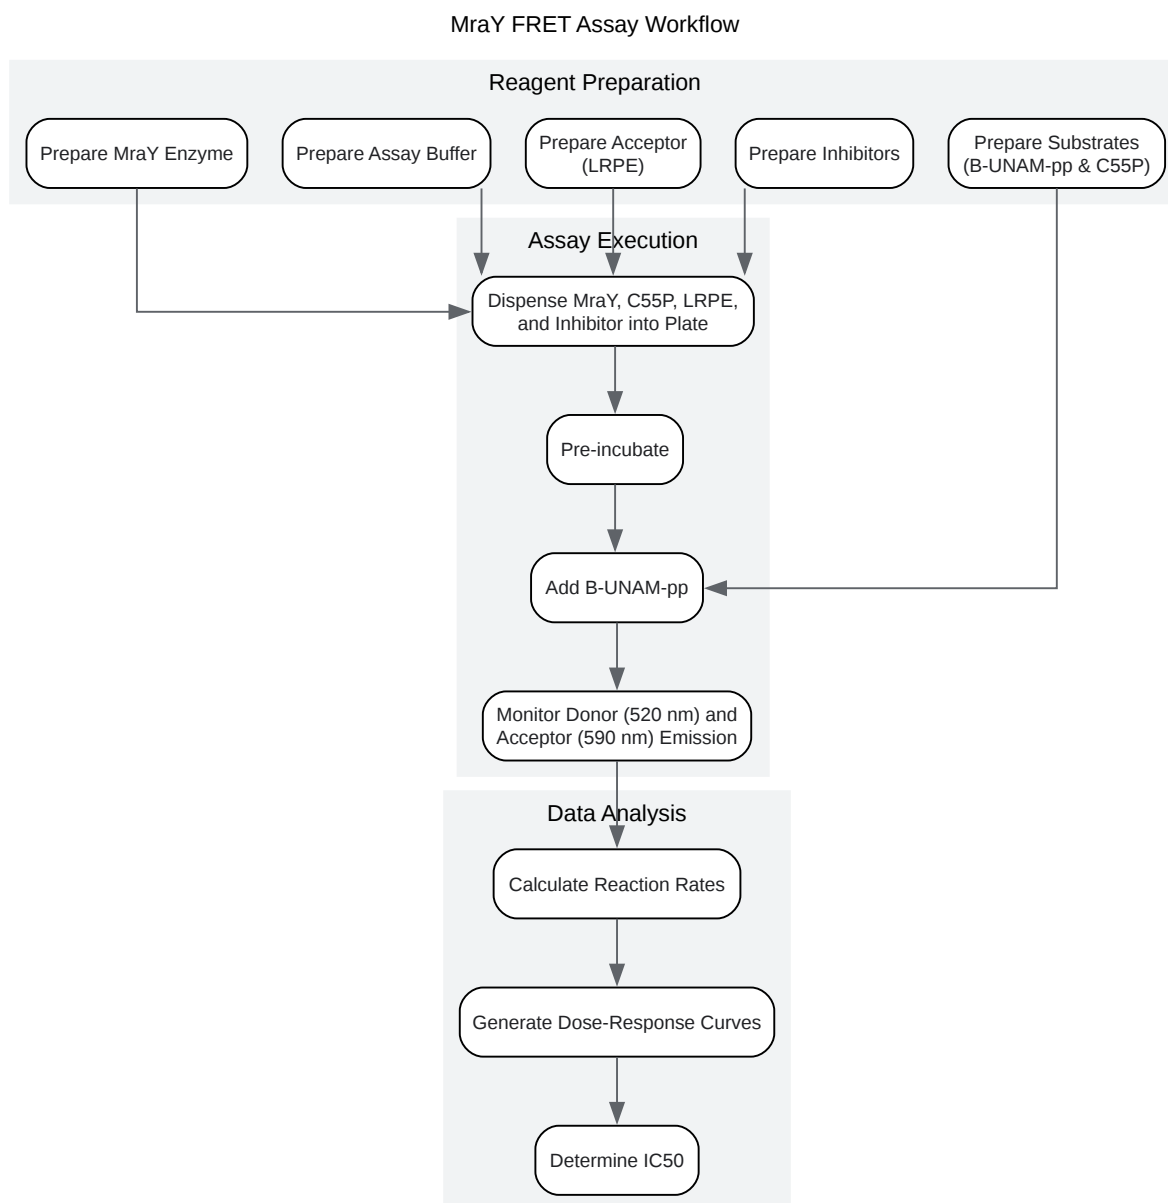 MraY FRET Assay Workflow
Reagent Preparation
Prepare MraY Enzyme
Prepare Assay Buffer
Prepare Acceptor
(LRPE)
Prepare Inhibitors
Prepare Substrates
(B-UNAM-pp & C55P)
Assay Execution
Dispense MraY, C55P, LRPE,
and Inhibitor into Plate
Pre-incubate
Add B-UNAM-pp
Monitor Donor (520 nm) and
Acceptor (590 nm) Emission
Data Analysis
Calculate Reaction Rates
Generate Dose-Response Curves
Determine IC50